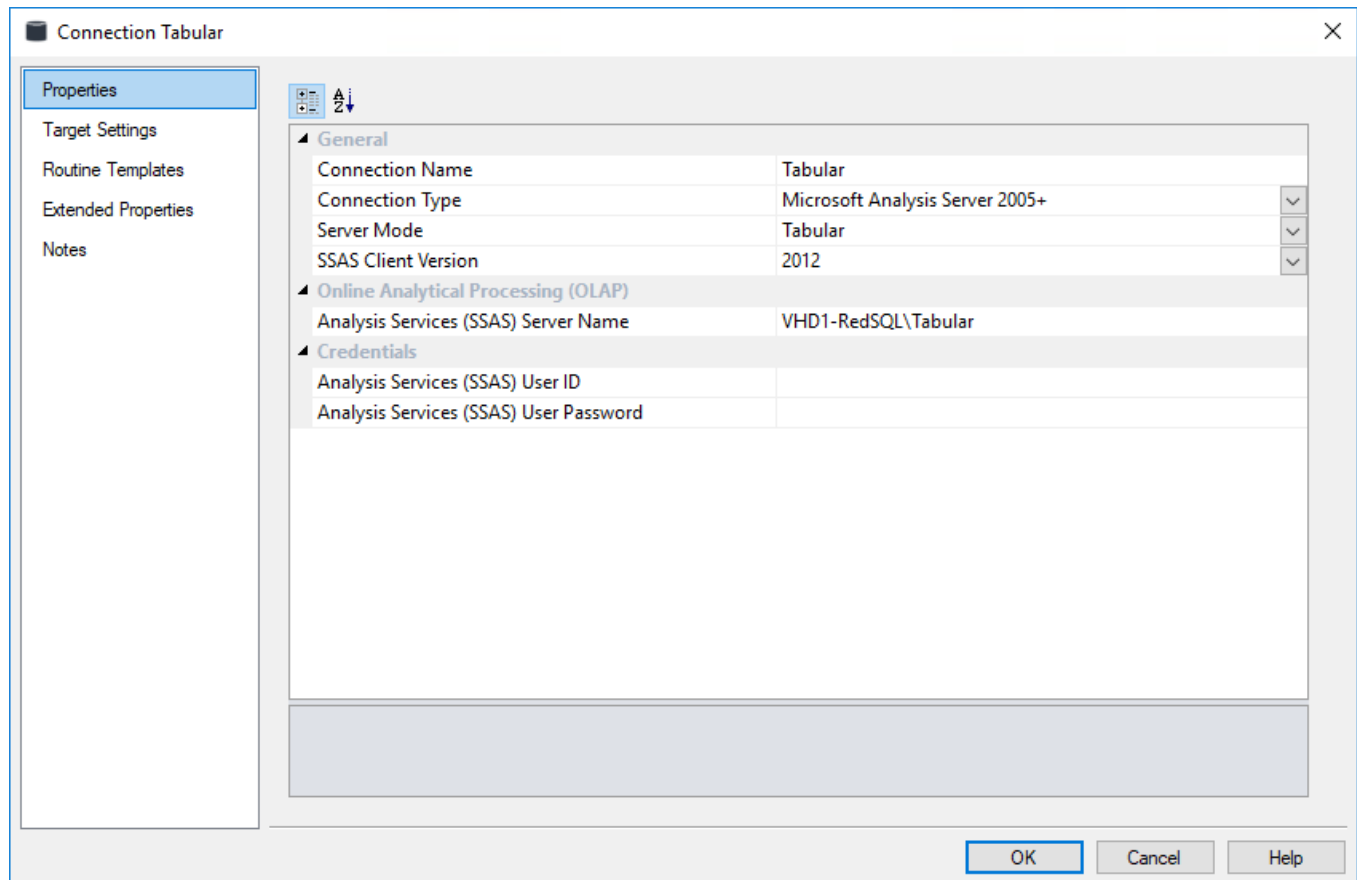 Connection Tabular
Properties
Target Settings
Routine Templates
Extended Properties
Notes
General
Connection Name Tabular
Connection Type Microsoft Analysis Server 2005+
Server Mode Tabular
SSAS Client Version 2012
Online Analytical Processing (OLAP)
Analysis Services (SSAS) Server Name VHD1-RedSQL\Tabular
Credentials
Analysis Services (SSAS) User ID
Analysis Services (SSAS) User Password
OK Cancel Help